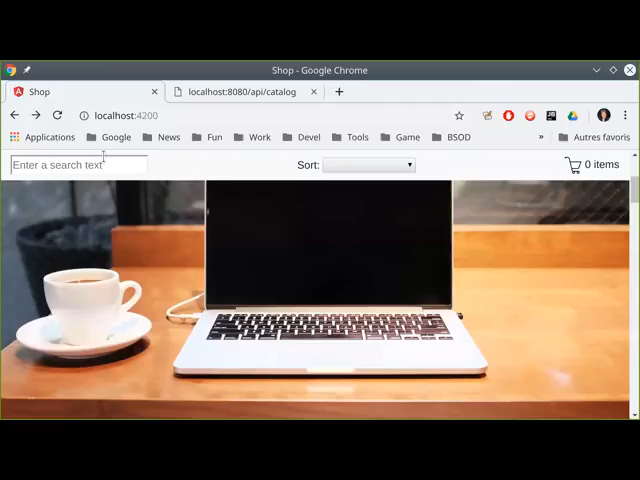 Shop - Google Chrome
Shop
localhost:8080/api/catalog
localhost:4200
Applications Google News Fun Work Devel Tools Game BSOD » Autres favoris
Enter a search text Sort: 0 items